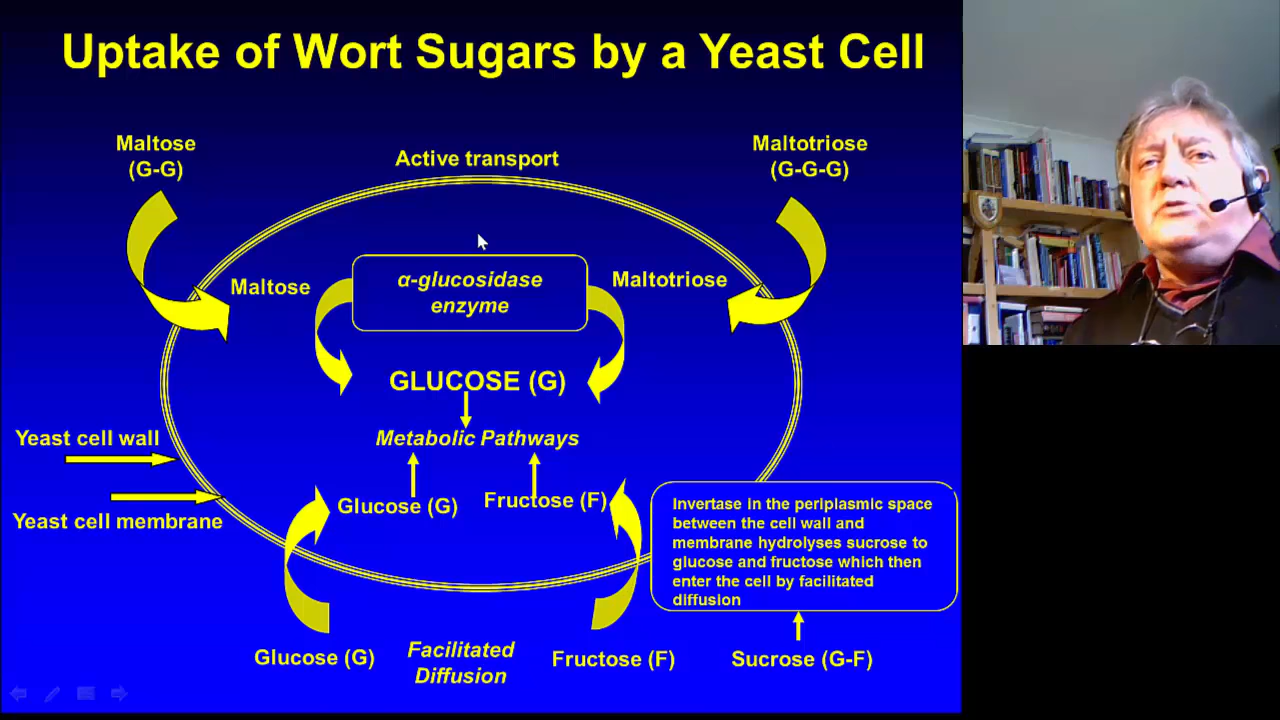 Uptake of Wort Sugars by a Yeast Cell
Maltose
(G-G)
Active transport
Maltotriose
(G-G-G)
Maltose
α-glucosidase
enzyme
Maltotriose
GLUCOSE (G)
Metabolic Pathways
Yeast cell wall
Glucose (G)
Fructose (F)
Yeast cell membrane
Invertase in the periplasmic space
between the cell wall and
membrane hydrolyses sucrose to
glucose and fructose which then
enter the cell by facilitated
diffusion
Glucose (G)
Facilitated
Diffusion
Fructose (F)
Sucrose (G-F)